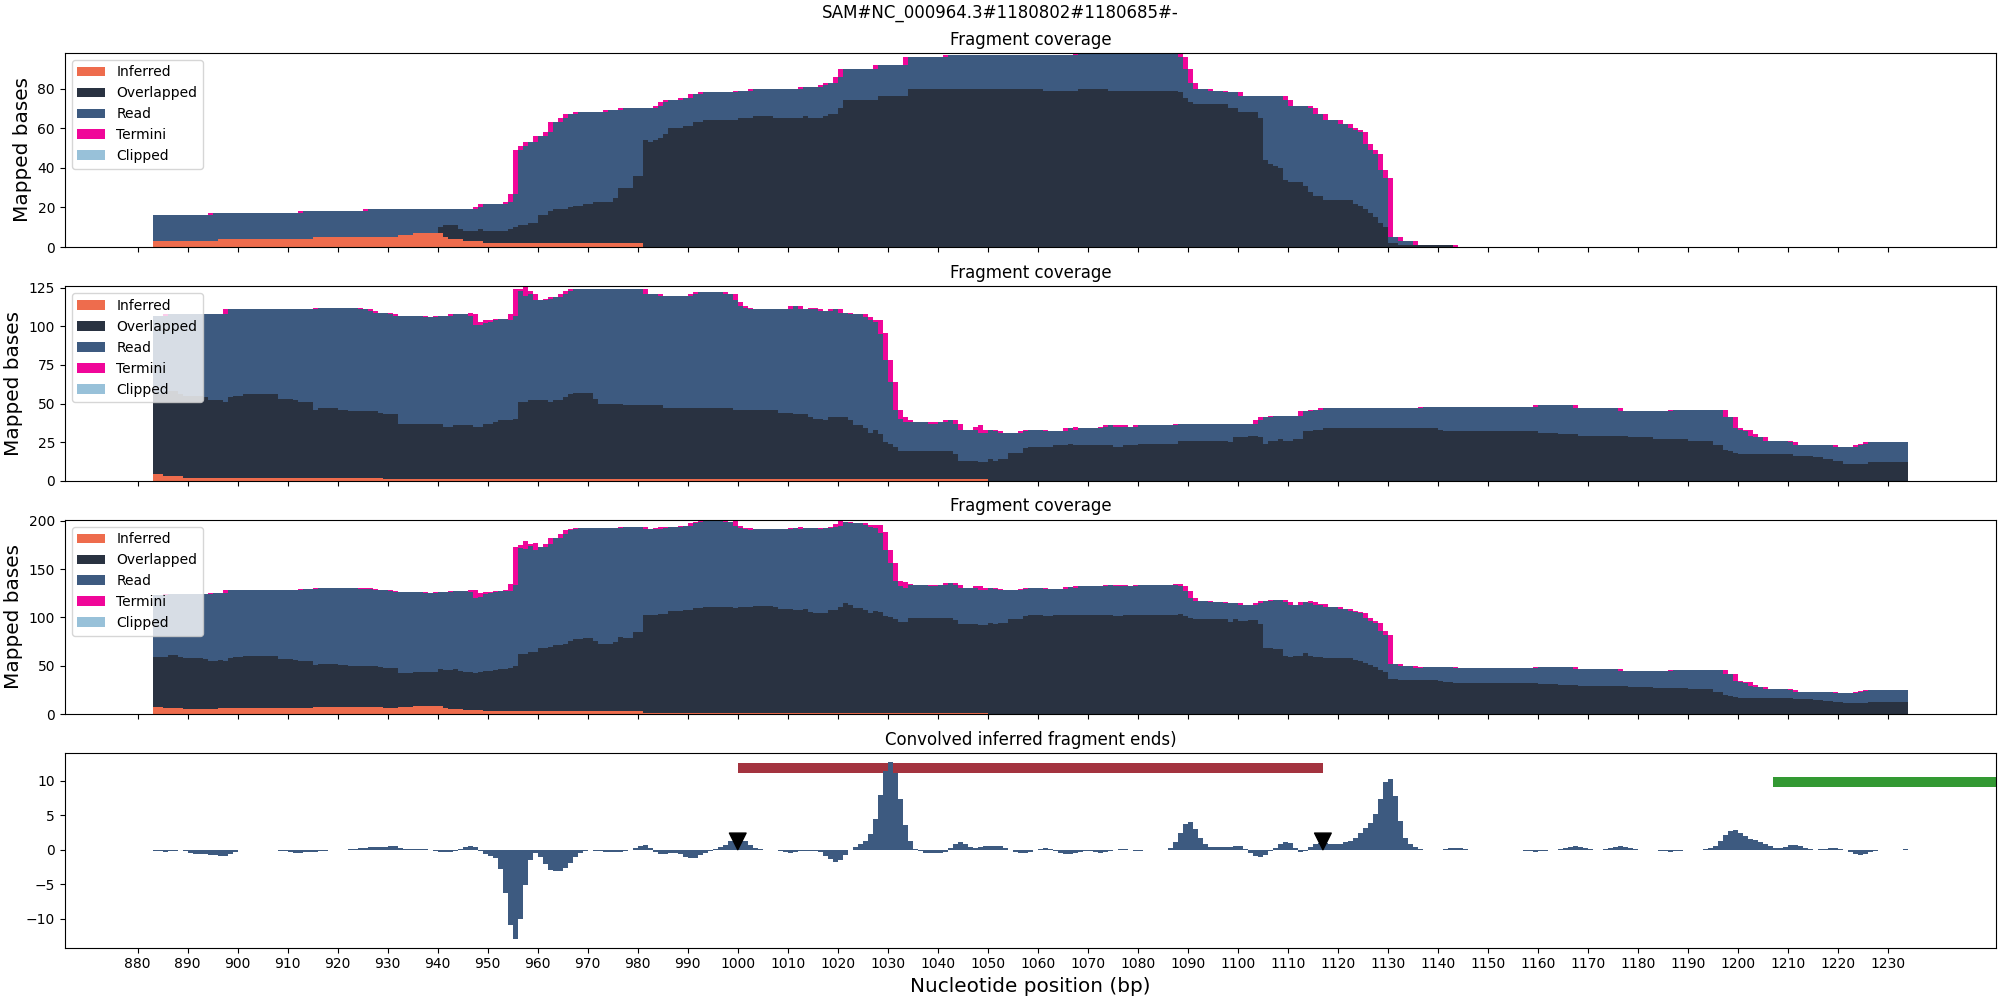 SAM#NC_000964.3#1180802#1180685#-
Fragment coverage
Mapped bases
80
60
40
20
0
Inferred
Overlapped
Read
Termini
Clipped
Fragment coverage
Mapped bases
125
100
75
50
25
0
Inferred
Overlapped
Read
Termini
Clipped
Fragment coverage
Mapped bases
200
150
100
50
0
Inferred
Overlapped
Read
Termini
Clipped
Convolved inferred fragment ends)
10
5
0
−5
−10
880 890 900 910 920 930 940 950 960 970 980 990 1000 1010 1020 1030 1040 1050 1060 1070 1080 1090 1100 1110 1120 1130 1140 1150 1160 1170 1180 1190 1200 1210 1220 1230
Nucleotide position (bp)